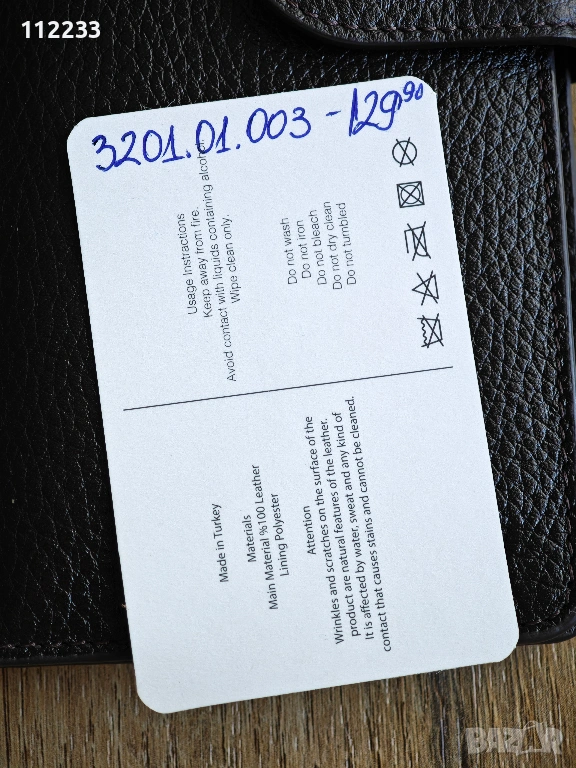 112233
3201.01.003 - 129,90
Usage Instractions
Keep away from fire.
Avoid contact with liquids containing alcohol.
Wipe clean only.
Do not wash
Do not iron
Do not bleach
Do not dry clean
Do not tumbled
Made in Turkey
Materials
Main Material %100 Leather
Lining Polyester
Attention
Wrinkles and scratches on the surface of the
product are natural features of the leather.
It is affected by water, sweat and any kind of
contact that causes stains and cannot be cleaned.
BAZAR